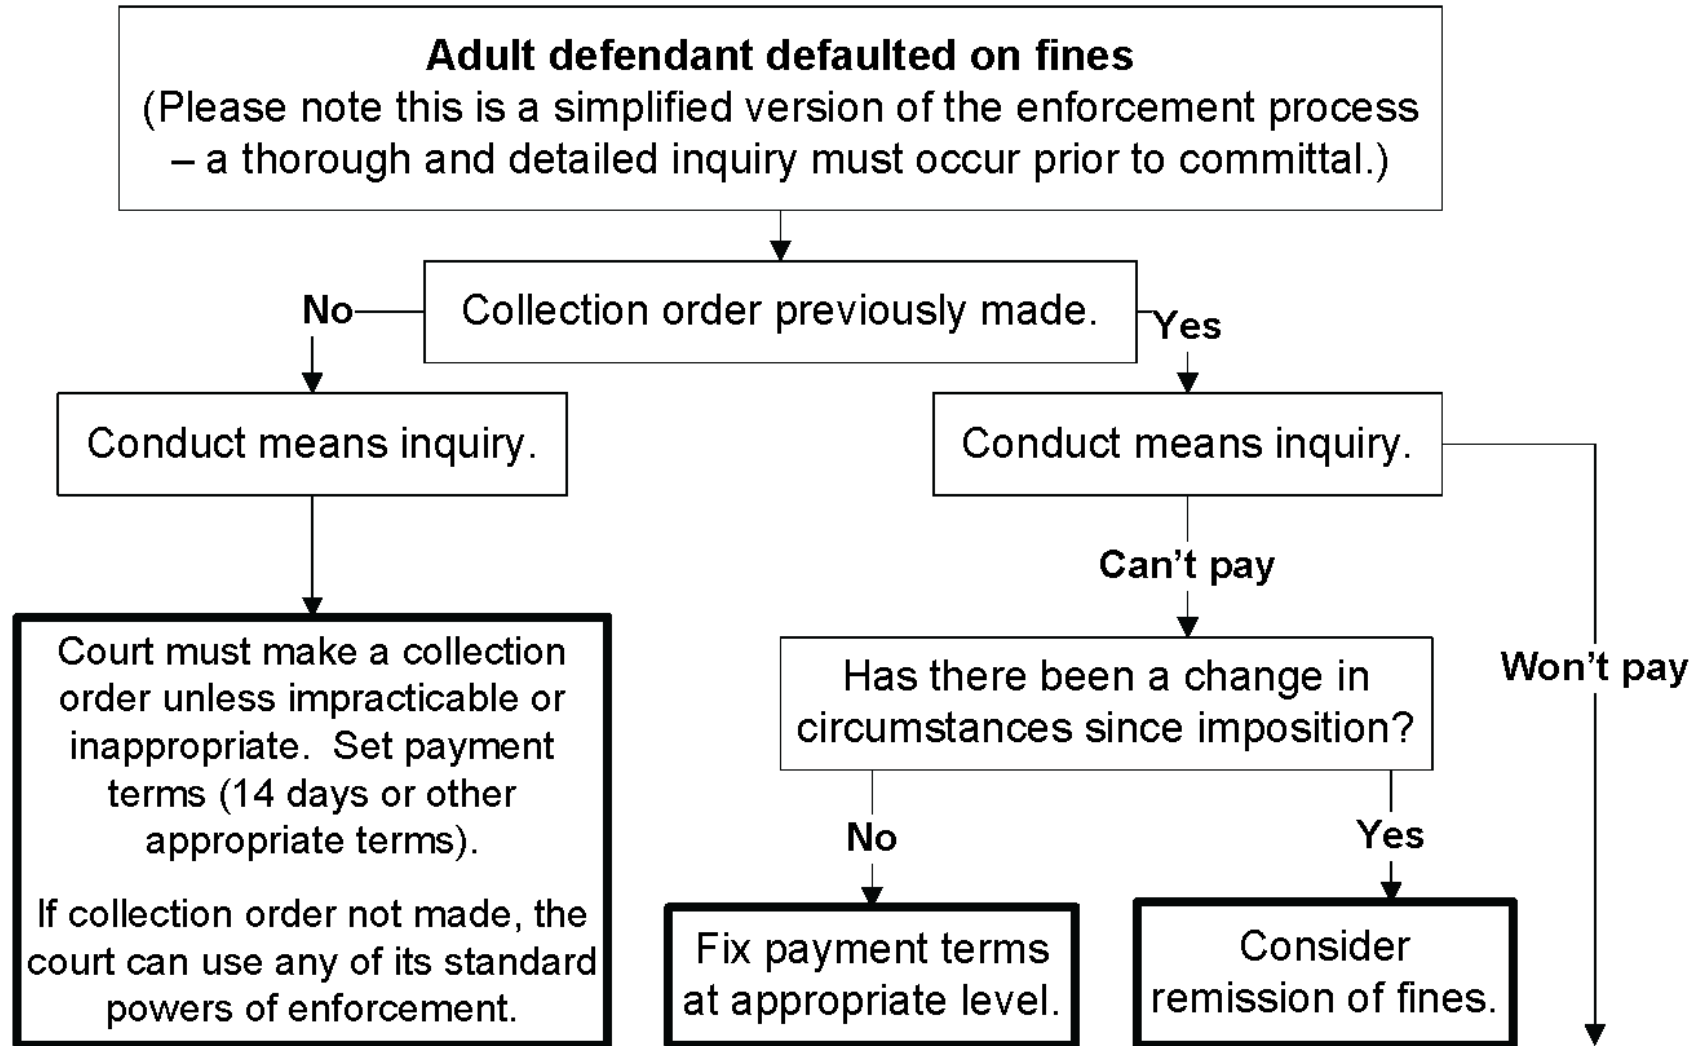 Adult defendant defaulted on fines
(Please note this is a simplified version of the enforcement process
– a thorough and detailed inquiry must occur prior to committal.)
Collection order previously made.
No
Yes
Conduct means inquiry.
Conduct means inquiry.
Can't pay
Won't pay
Court must make a collection
order unless impracticable or
inappropriate.  Set payment
terms (14 days or other
appropriate terms).
If collection order not made, the
court can use any of its standard
powers of enforcement.
Has there been a change in
circumstances since imposition?
No
Yes
Fix payment terms
at appropriate level.
Consider
remission of fines.